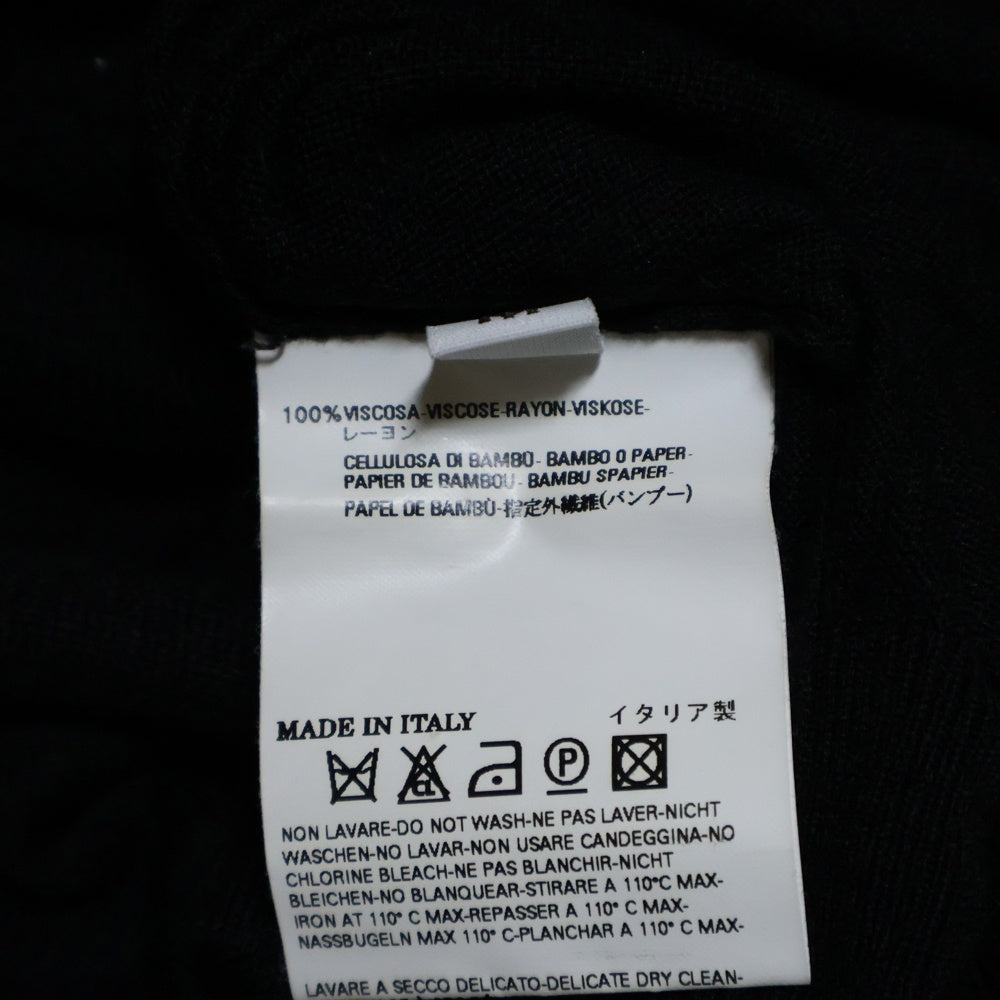 100% VISCOSA-VISCOSE-RAYON-VISKOSE-
レーヨン
CELLULOSA DI BAMBÙ- BAMBO O PAPER-
PAPIER DE BAMBOU- BAMBU SPAPIER-
PAPEL DE BAMBÙ-指定外繊維(バンブー)
MADE IN ITALY イタリア製
CL P
NON LAVARE-DO NOT WASH-NE PAS LAVER-NICHT
WASCHEN-NO LAVAR-NON USARE CANDEGGINA-NO
CHLORINE BLEACH-NE PAS BLANCHIR-NICHT
BLEICHEN-NO BLANQUEAR-STIRARE A 110°C MAX-
IRON AT 110° C MAX-REPASSER A 110° C MAX-
NASSBUGELN MAX 110° C-PLANCHAR A 110° C MAX-
LAVARE A SECCO DELICATO-DELICATE DRY CLEAN-